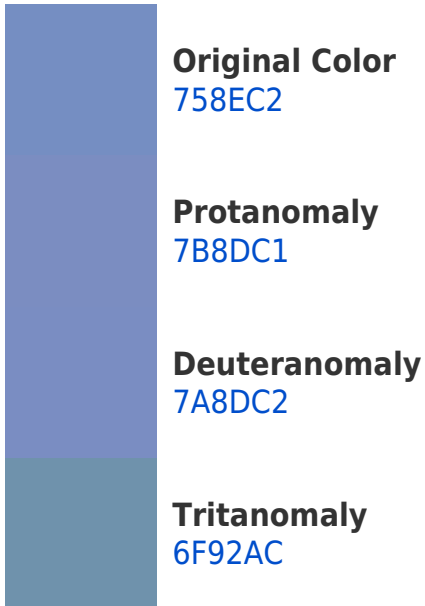 Original Color
758EC2
Protanomaly
7B8DC1
Deuteranomaly
7A8DC2
Tritanomaly
6F92AC